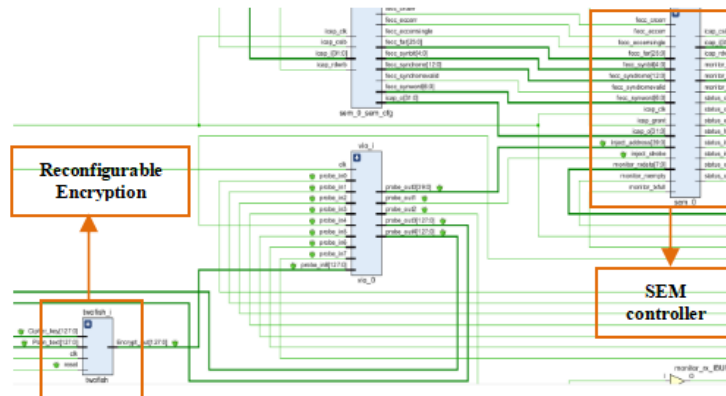 fecc_eccerr
fecc_eccerrsingle
fecc_far[25:0]
fecc_synbit[4:0]
fecc_syndrome[12:0]
fecc_syndromevalid
fecc_synword[6:0]
icap_o[31:0]
icap_clk
icap_csib
icap_i[31:0]
icap_rdwrb
sem_0_sem_cfg
fecc_crcerr
fecc_eccerr
fecc_eccerrsingle
fecc_far[25:0]
fecc_synbit[4:0]
fecc_syndrome[12:0]
fecc_syndromevalid
fecc_synword[6:0]
icap_clk
icap_grant
icap_o[31:0]
inject_address[39:0]
inject_strobe
monitor_rxdata[7:0]
monitor_rxempty
monitor_txfull
sem_0
Reconfigurable
Encryption
vio_i
clk
probe_in0
probe_in1
probe_in2
probe_in3
probe_in4
probe_in5
probe_in6
probe_in7
probe_in8[127:0]
probe_out0[39:0]
probe_out1
probe_out2
probe_out3[127:0]
probe_out4[127:0]
vio_0
SEM
controller
twofish_i
Cipher_key[127:0]
Plain_text[127:0]
clk
reset
Encrypt_out[127:0]
twofish
monitor_rx_IBUF
I
O